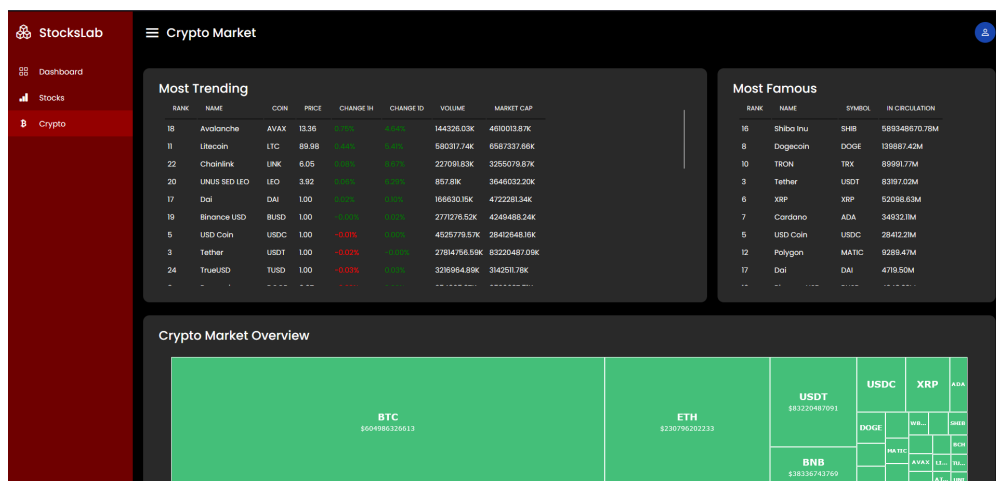 StocksLab
Crypto Market
Dashboard
Stocks
Crypto
Most Trending
RANK NAME COIN PRICE CHANGE 1H CHANGE 1D VOLUME MARKET CAP
18 Avalanche AVAX 13.36 0.78% 4.64% 144326.03K 4610013.87K
11 Litecoin LTC 89.98 0.44% 5.41% 580317.74K 6587337.66K
22 Chainlink LINK 6.05 0.08% 9.67% 227091.83K 3255079.87K
20 UNUS SED LEO LEO 3.92 0.06% 6.29% 857.81K 3646032.20K
17 Dai DAI 1.00 0.02% 0.10% 166630.15K 4722281.34K
19 Binance USD BUSD 1.00 -0.00% 0.02% 2771276.52K 4249488.24K
5 USD Coin USDC 1.00 -0.01% 0.00% 4525779.57K 28412648.16K
3 Tether USDT 1.00 -0.02% -0.00% 27814756.59K 83220487.09K
24 TrueUSD TUSD 1.00 -0.03% 0.03% 3216964.89K 3142511.78K
Most Famous
RANK NAME SYMBOL IN CIRCULATION
16 Shiba Inu SHIB 589348670.78M
8 Dogecoin DOGE 139887.42M
10 TRON TRX 89991.77M
3 Tether USDT 83197.02M
6 XRP XRP 52098.63M
7 Cardano ADA 34932.11M
5 USD Coin USDC 28412.21M
12 Polygon MATIC 9289.47M
17 Dai DAI 4719.50M
Crypto Market Overview
BTC
$604986326613
ETH
$230796202233
USDT
$83220487091
BNB
$38336743769
USDC
XRP
ADA
DOGE
WB...
SHIB
MATIC
BCH
AVAX
LI...
TU...
UNI